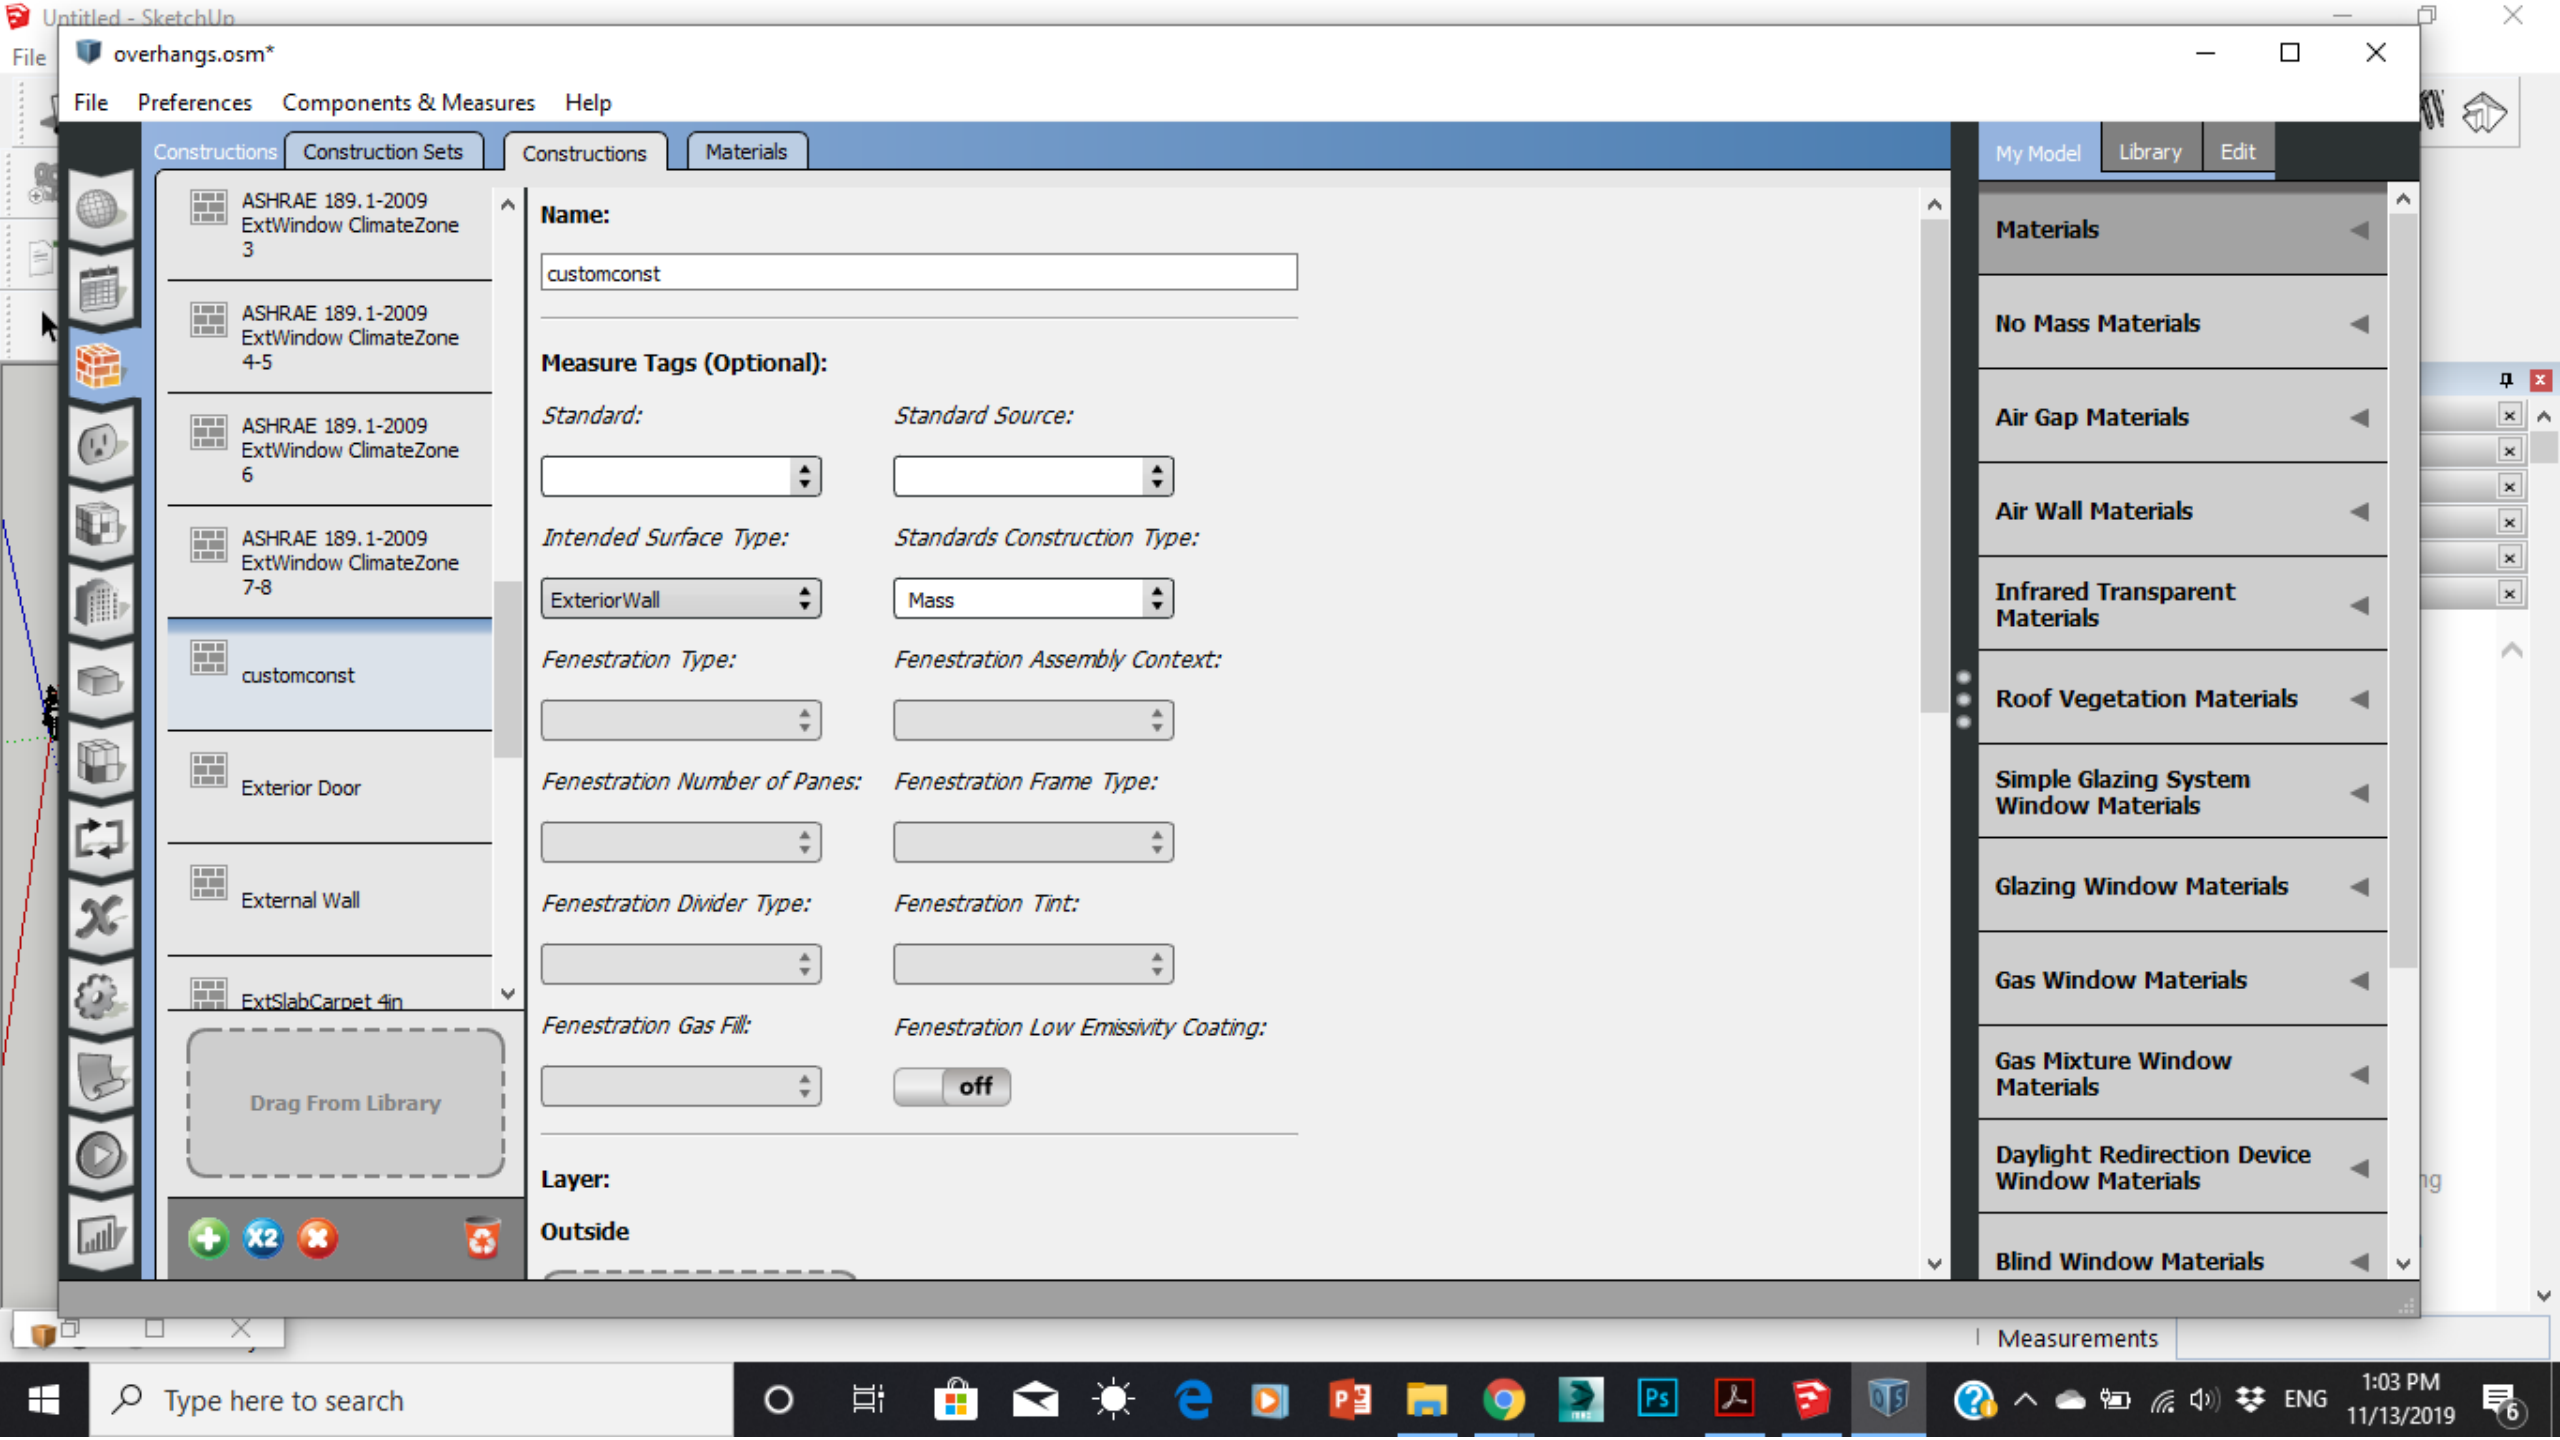 Untitled - SketchUp
File
overhangs.osm*
File Preferences Components & Measures Help
Constructions Construction Sets Constructions Materials
My Model Library Edit
ASHRAE 189.1-2009
ExtWindow ClimateZone
3
ASHRAE 189.1-2009
ExtWindow ClimateZone
4-5
ASHRAE 189.1-2009
ExtWindow ClimateZone
6
ASHRAE 189.1-2009
ExtWindow ClimateZone
7-8
customconst
Exterior Door
External Wall
ExtSlabCarpet 4in
Drag From Library
X2
Name:
customconst
Measure Tags (Optional):
Standard: Standard Source:
Intended Surface Type: Standards Construction Type:
ExteriorWall Mass
Fenestration Type: Fenestration Assembly Context:
Fenestration Number of Panes: Fenestration Frame Type:
Fenestration Divider Type: Fenestration Tint:
Fenestration Gas Fill: Fenestration Low Emissivity Coating:
off
Layer:
Outside
Materials
No Mass Materials
Air Gap Materials
Air Wall Materials
Infrared Transparent
Materials
Roof Vegetation Materials
Simple Glazing System
Window Materials
Glazing Window Materials
Gas Window Materials
Gas Mixture Window
Materials
Daylight Redirection Device
Window Materials
Blind Window Materials
ng
Measurements
Type here to search
Ps
OS
ENG
1:03 PM
11/13/2019
6